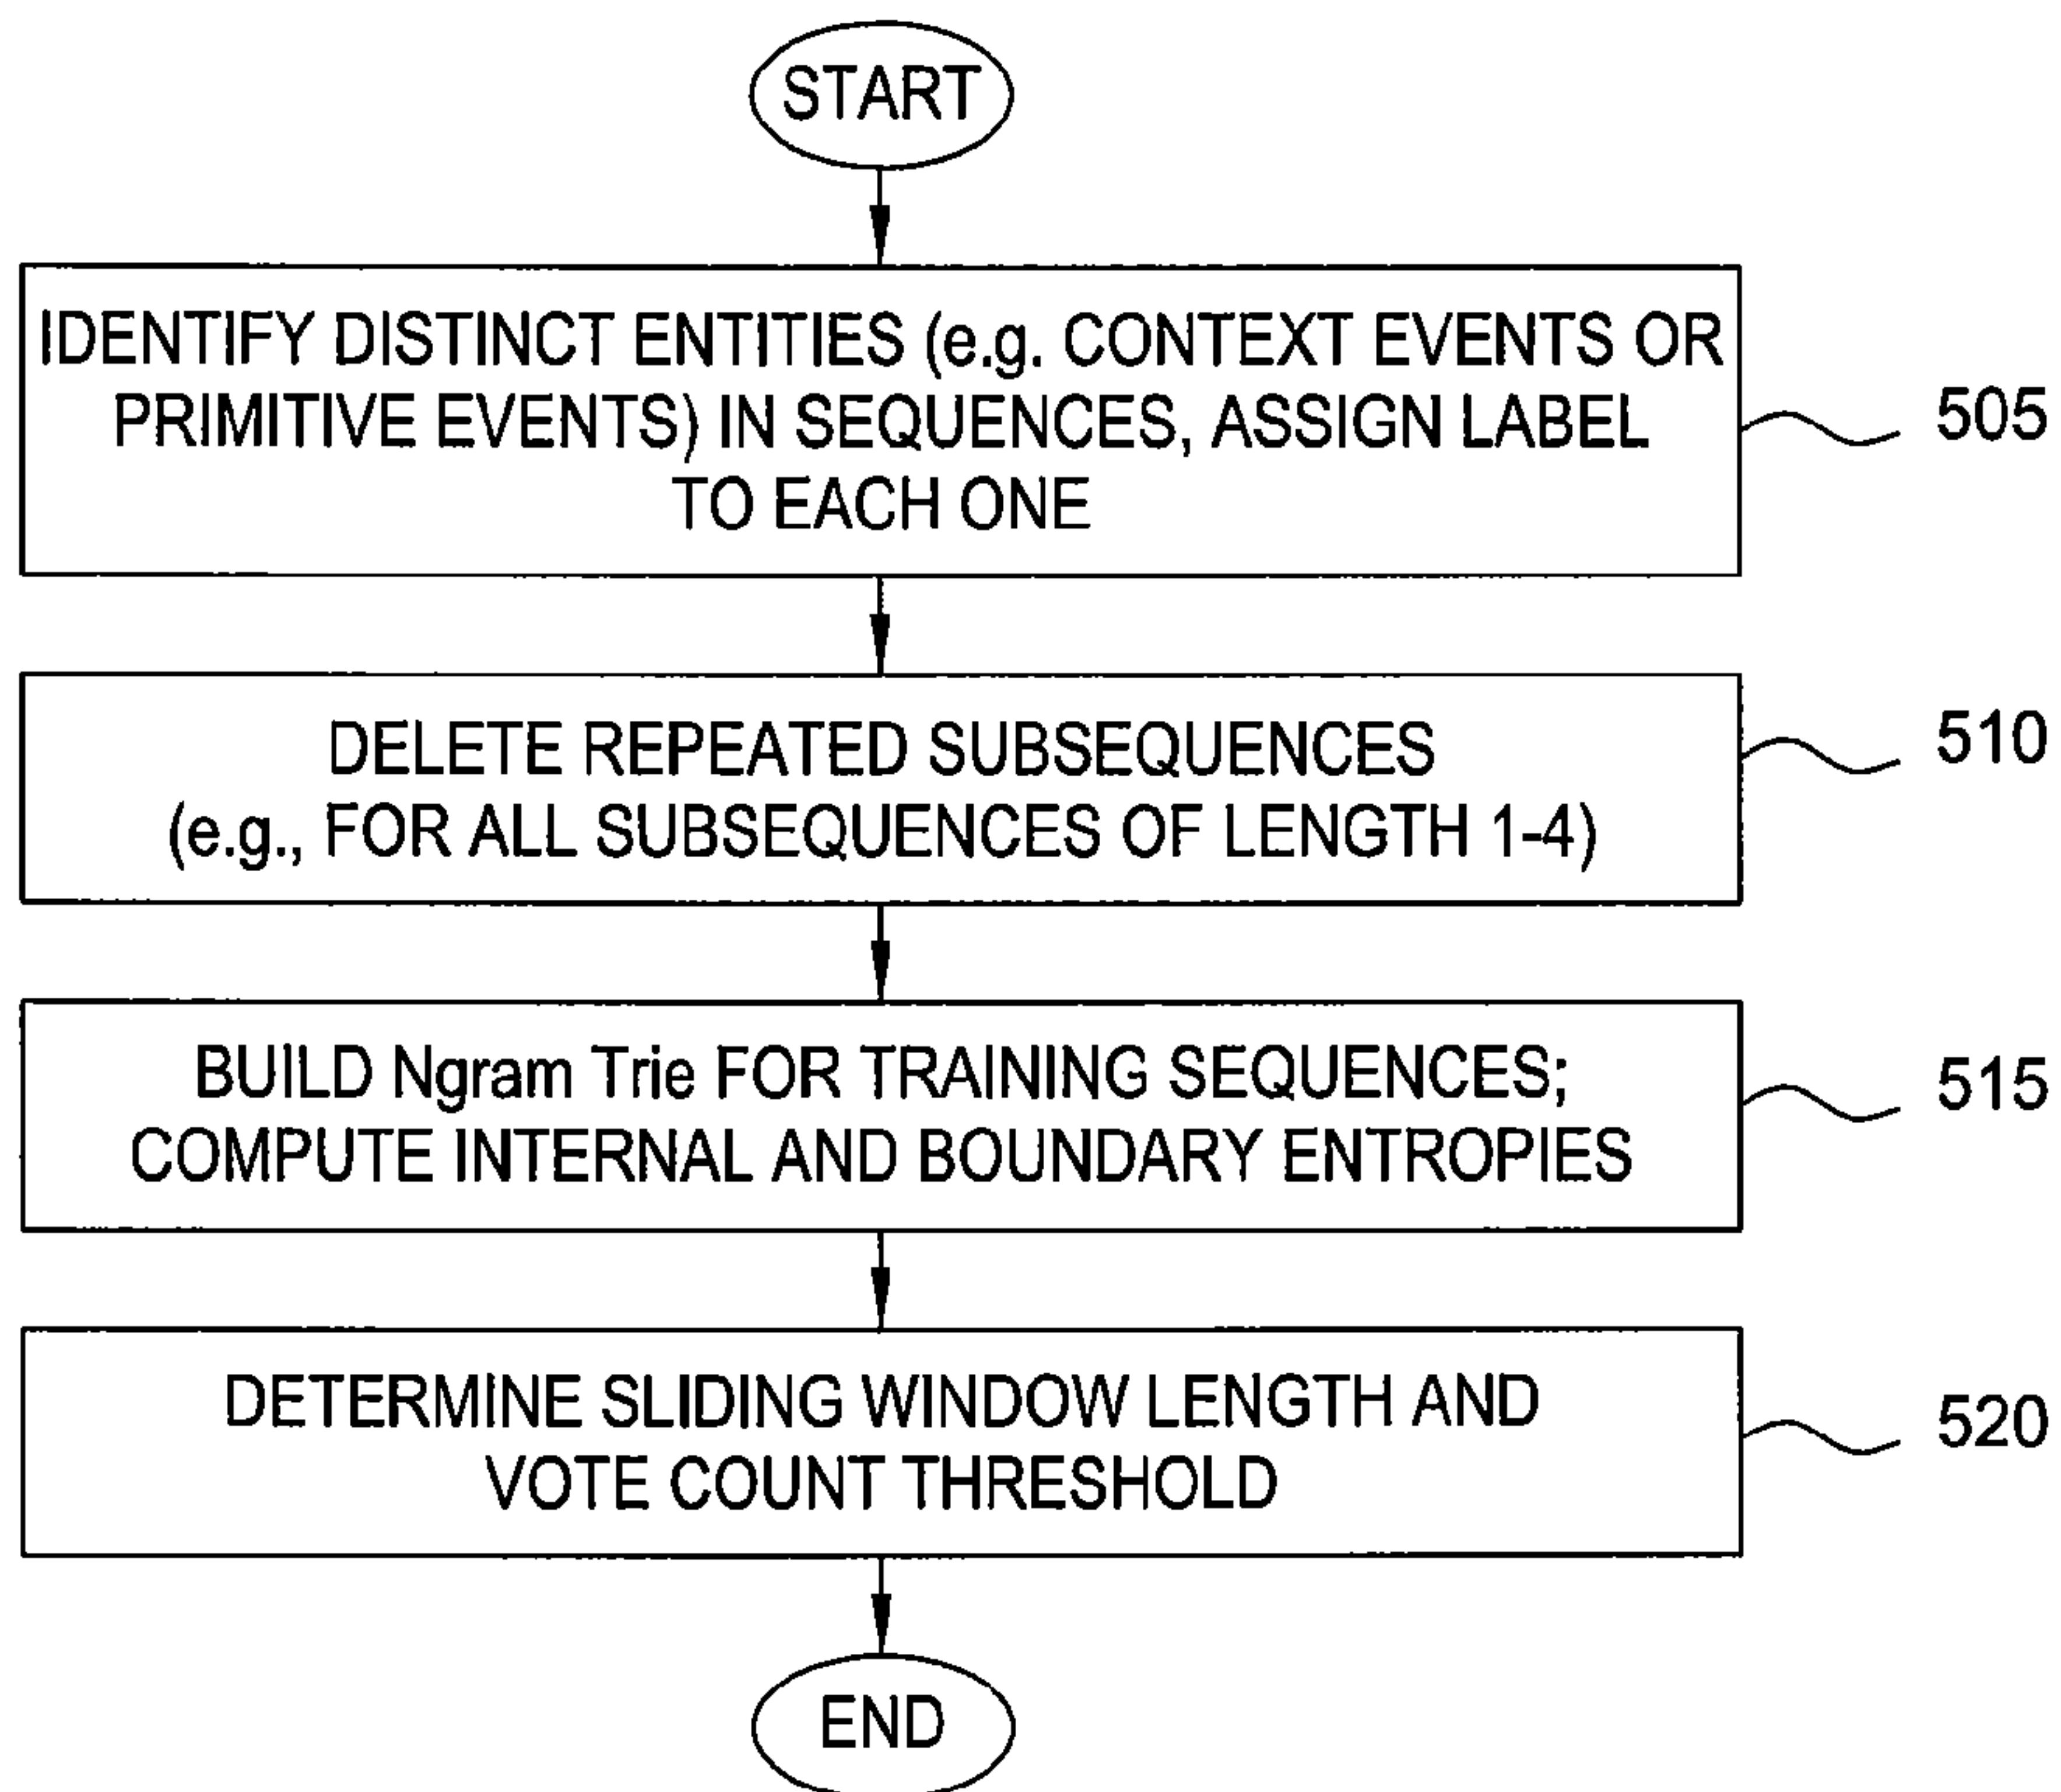 START
IDENTIFY DISTINCT ENTITIES (e.g. CONTEXT EVENTS OR
PRIMITIVE EVENTS) IN SEQUENCES, ASSIGN LABEL
TO EACH ONE
505
DELETE REPEATED SUBSEQUENCES
(e.g., FOR ALL SUBSEQUENCES OF LENGTH 1-4)
510
BUILD Ngram Trie FOR TRAINING SEQUENCES;
COMPUTE INTERNAL AND BOUNDARY ENTROPIES
515
DETERMINE SLIDING WINDOW LENGTH AND
VOTE COUNT THRESHOLD
520
END